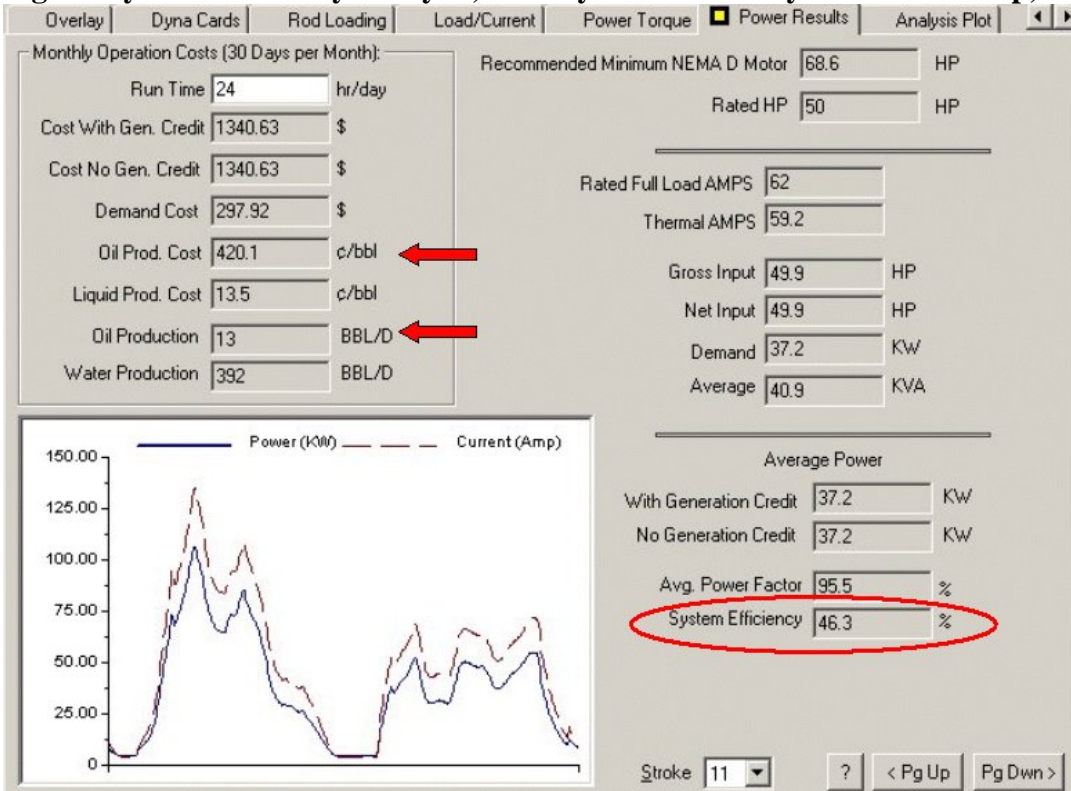 Overlay Dyna Cards Rod Loading Load/Current Power Torque Power Results Analysis Plot
Monthly Operation Costs (30 Days per Month):
Run Time 24 hr/day
Cost With Gen. Credit 1340.63 $
Cost No Gen. Credit 1340.63 $
Demand Cost 297.92 $
Oil Prod. Cost 420.1 ¢/bbl
Liquid Prod. Cost 13.5 ¢/bbl
Oil Production 13 BBL/D
Water Production 392 BBL/D
Recommended Minimum NEMA D Motor 68.6 HP
Rated HP 50 HP
Rated Full Load AMPS 62
Thermal AMPS 59.2
Gross Input 49.9 HP
Net Input 49.9 HP
Demand 37.2 KW
Average 40.9 KVA
Average Power
With Generation Credit 37.2 KW
No Generation Credit 37.2 KW
Avg. Power Factor 95.5 %
System Efficiency 46.3 %
Power (KW) Current (Amp)
150.00
125.00
100.00
75.00
50.00
25.00
0
Stroke 11 ? < Pg Up Pg Dwn >